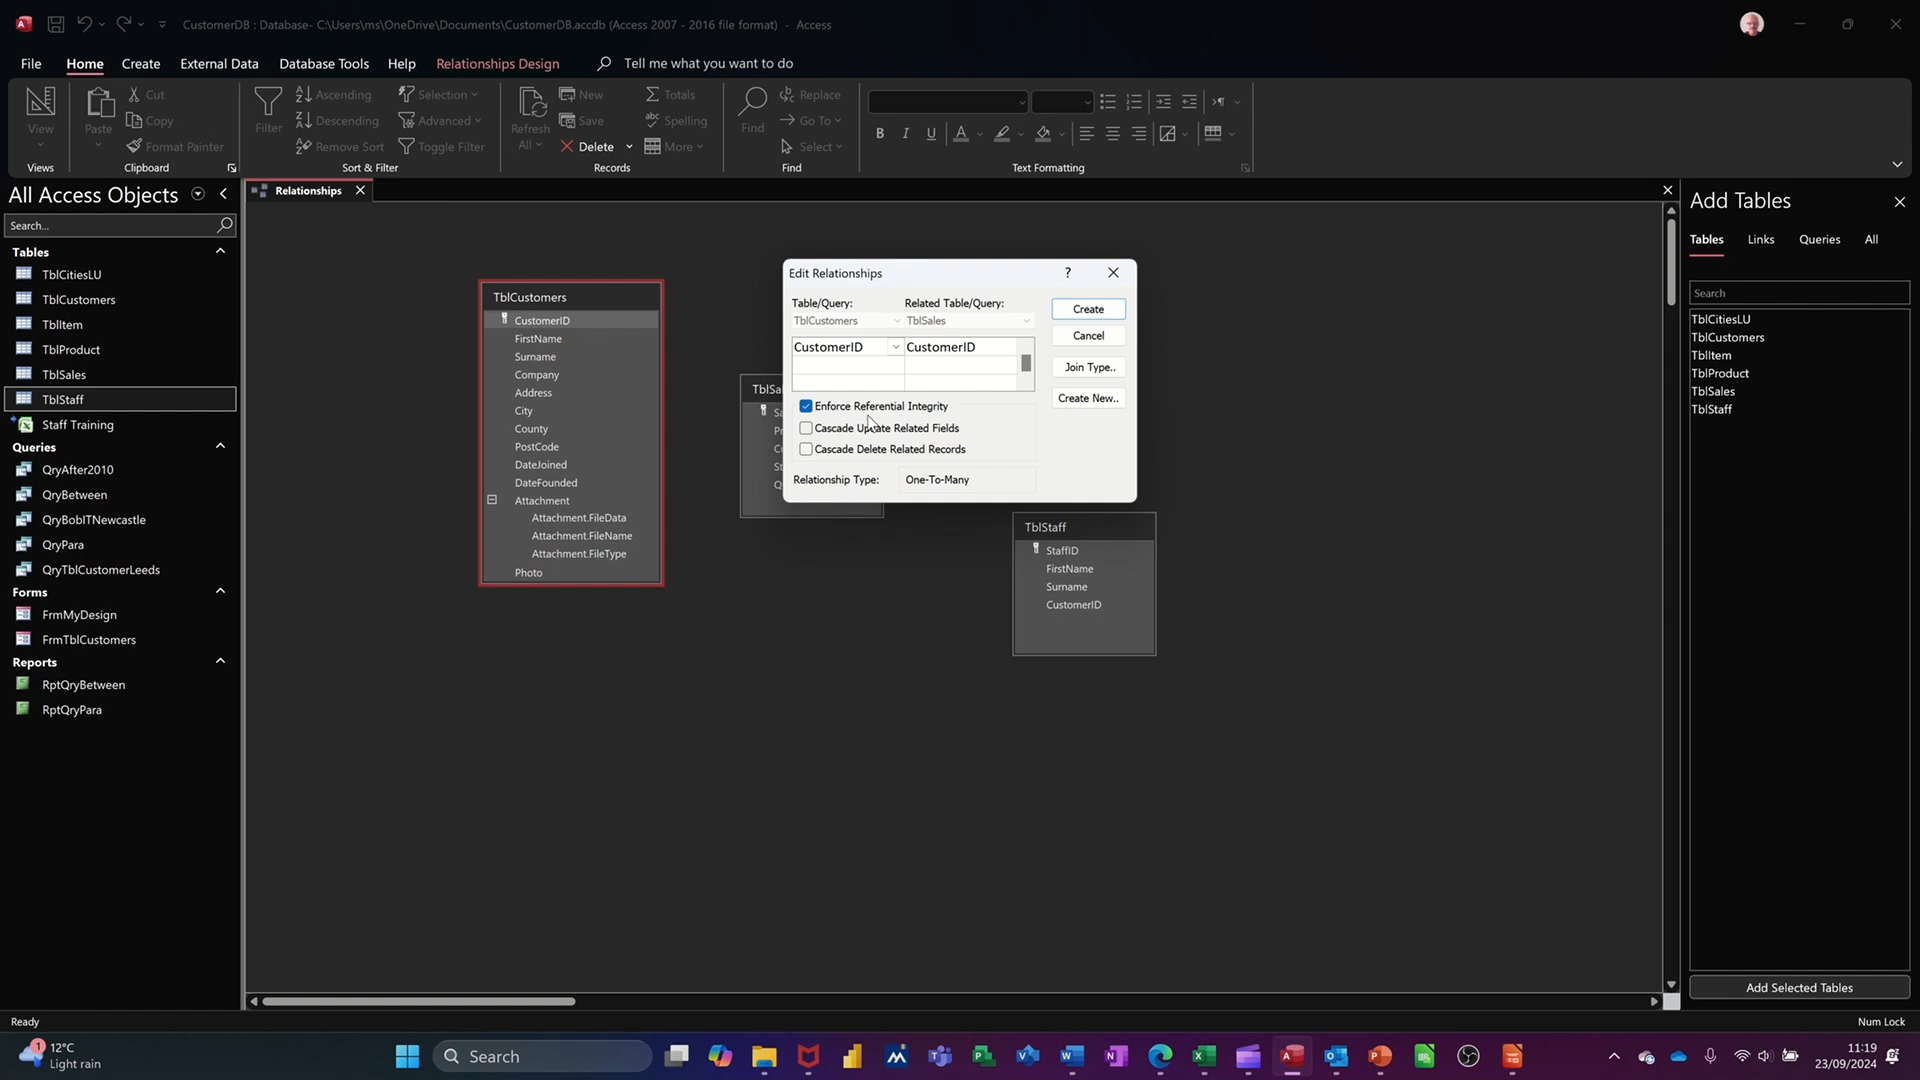 CustomerDB : Database- C:\Users\ms\OneDrive\Documents\CustomerDB.accdb (Access 2007 - 2016 file format) - Access
File Home Create External Data Database Tools Help Relationships Design Tell me what you want to do
View
Views
Paste
Cut
Copy
Format Painter
Clipboard
Filter
Ascending
Descending
Remove Sort
Selection
Advanced
Toggle Filter
Sort & Filter
Refresh
All
New
Save
Delete
Totals
Spelling
More
Records
Find
Replace
Go To
Select
Find
B I U A
Text Formatting
All Access Objects
Search...
Tables
TblCitiesLU
TblCustomers
TblItem
TblProduct
TblSales
TblStaff
Staff Training
Queries
QryAfter2010
QryBetween
QryBobITNewcastle
QryPara
QryTblCustomerLeeds
Forms
FrmMyDesign
FrmTblCustomers
Reports
RptQryBetween
RptQryPara
Relationships
TblCustomers
CustomerID
FirstName
Surname
Company
Address
City
County
PostCode
DateJoined
DateFounded
Attachment
Attachment.FileData
Attachment.FileName
Attachment.FileType
Photo
TblSa
Sa
Pr
C
St
Q
Edit Relationships ?
Table/Query: Related Table/Query:
TblCustomers TblSales
CustomerID CustomerID
Enforce Referential Integrity
Cascade Update Related Fields
Cascade Delete Related Records
Relationship Type: One-To-Many
Create
Cancel
Join Type..
Create New..
TblStaff
StaffID
FirstName
Surname
CustomerID
Add Tables
Tables Links Queries All
Search
TblCitiesLU
TblCustomers
TblItem
TblProduct
TblSales
TblStaff
Add Selected Tables
Ready
Num Lock
1
12°C
Light rain
Search
11:19
23/09/2024